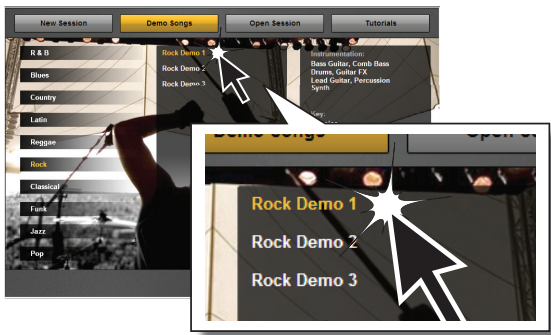 New Session
Demo Songs
Open Session
Tutorials
R & B
Blues
Country
Latin
Reggae
Rock
Classical
Funk
Jazz
Pop
Rock Demo 1
Rock Demo 2
Rock Demo 3
Instrumentation:
Bass Guitar, Comb Bass
Drums, Guitar FX
Lead Guitar, Percussion
Synth
Key:
Demo Songs
Open
Rock Demo 1
Rock Demo 2
Rock Demo 3